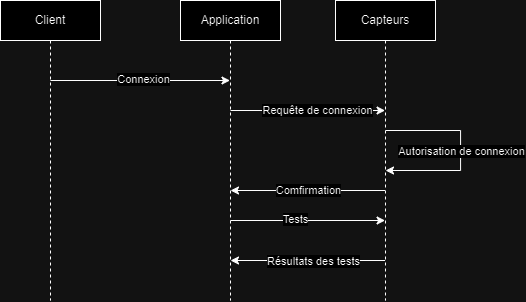 Client
Application
Capteurs
Connexion
Requête de connexion
Autorisation de connexion
Comfirmation
Tests
Résultats des tests